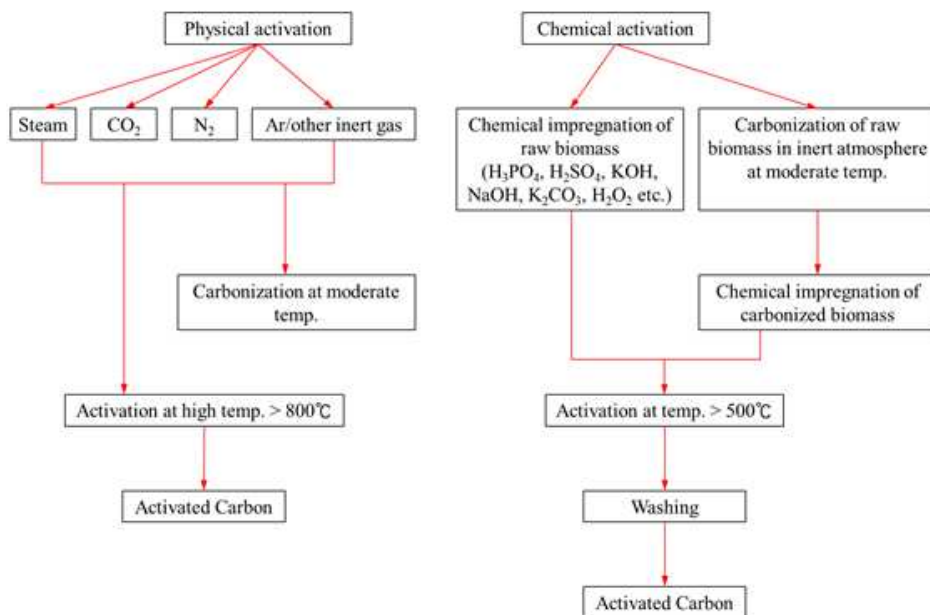 Physical activation
Chemical activation
Steam
CO₂
N₂
Ar/other inert gas
Chemical impregnation of
raw biomass
(H₃PO₄, H₂SO₄, KOH,
NaOH, K₂CO₃, H₂O₂ etc.)
Carbonization of raw
biomass in inert atmosphere
at moderate temp.
Carbonization at moderate
temp.
Chemical impregnation of
carbonized biomass
Activation at high temp. > 800℃
Activation at temp. > 500℃
Activated Carbon
Washing
Activated Carbon